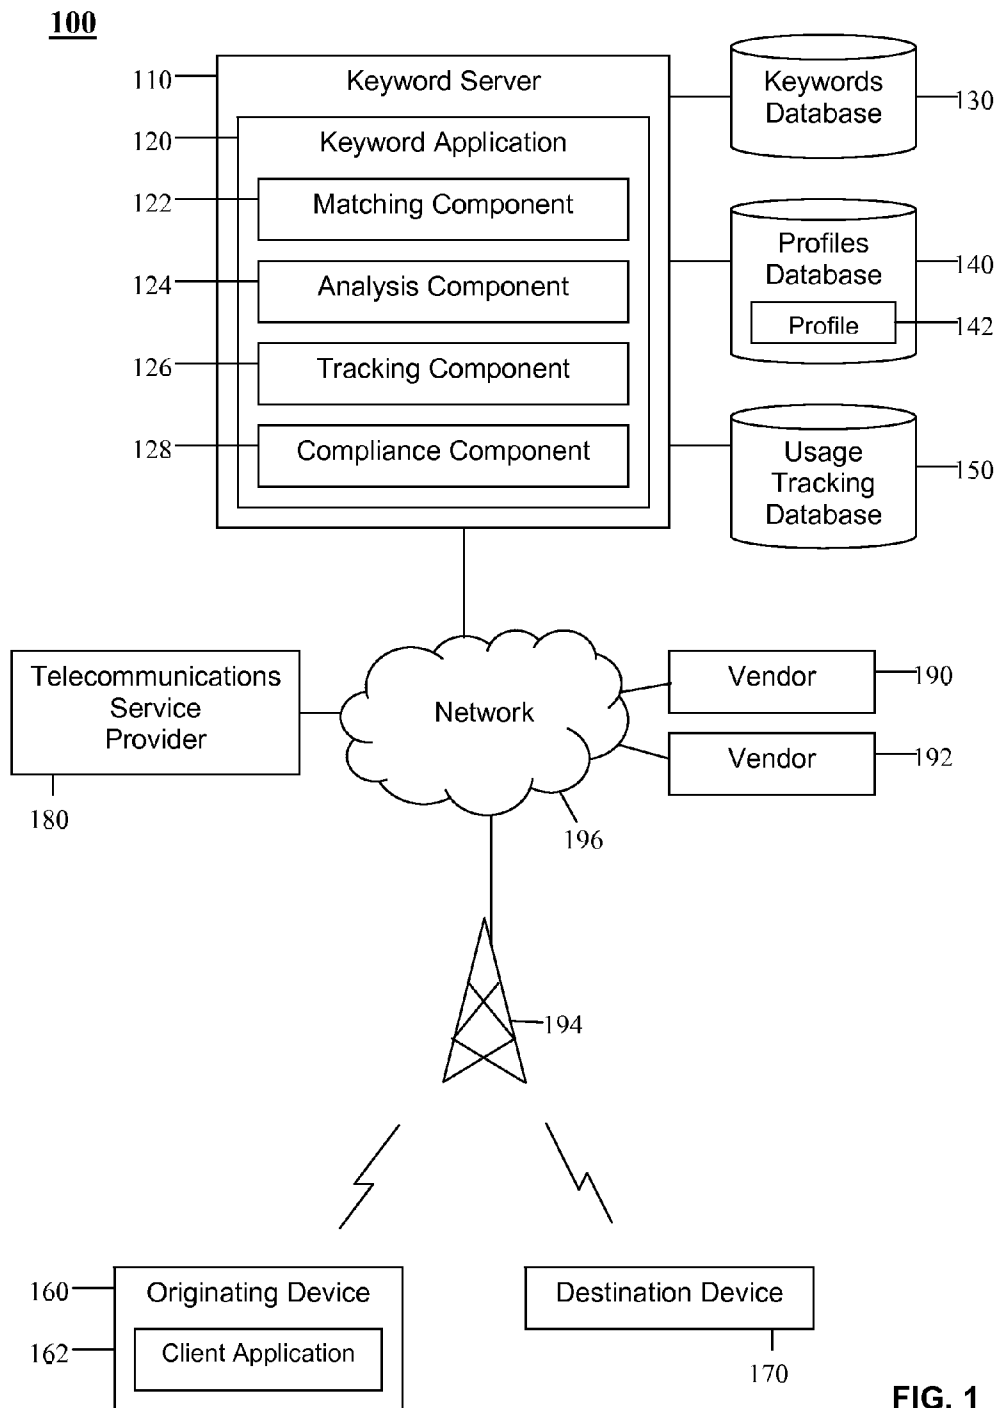 100
110
Keyword Server
Keywords
Database
130
120
Keyword Application
122
Matching Component
Profiles
Database
140
124
Analysis Component
Profile
142
126
Tracking Component
128
Compliance Component
Usage
Tracking
Database
150
Telecommunications
Service
Provider
180
Network
196
Vendor
190
Vendor
192
194
160
Originating Device
162
Client Application
Destination Device
170
FIG. 1